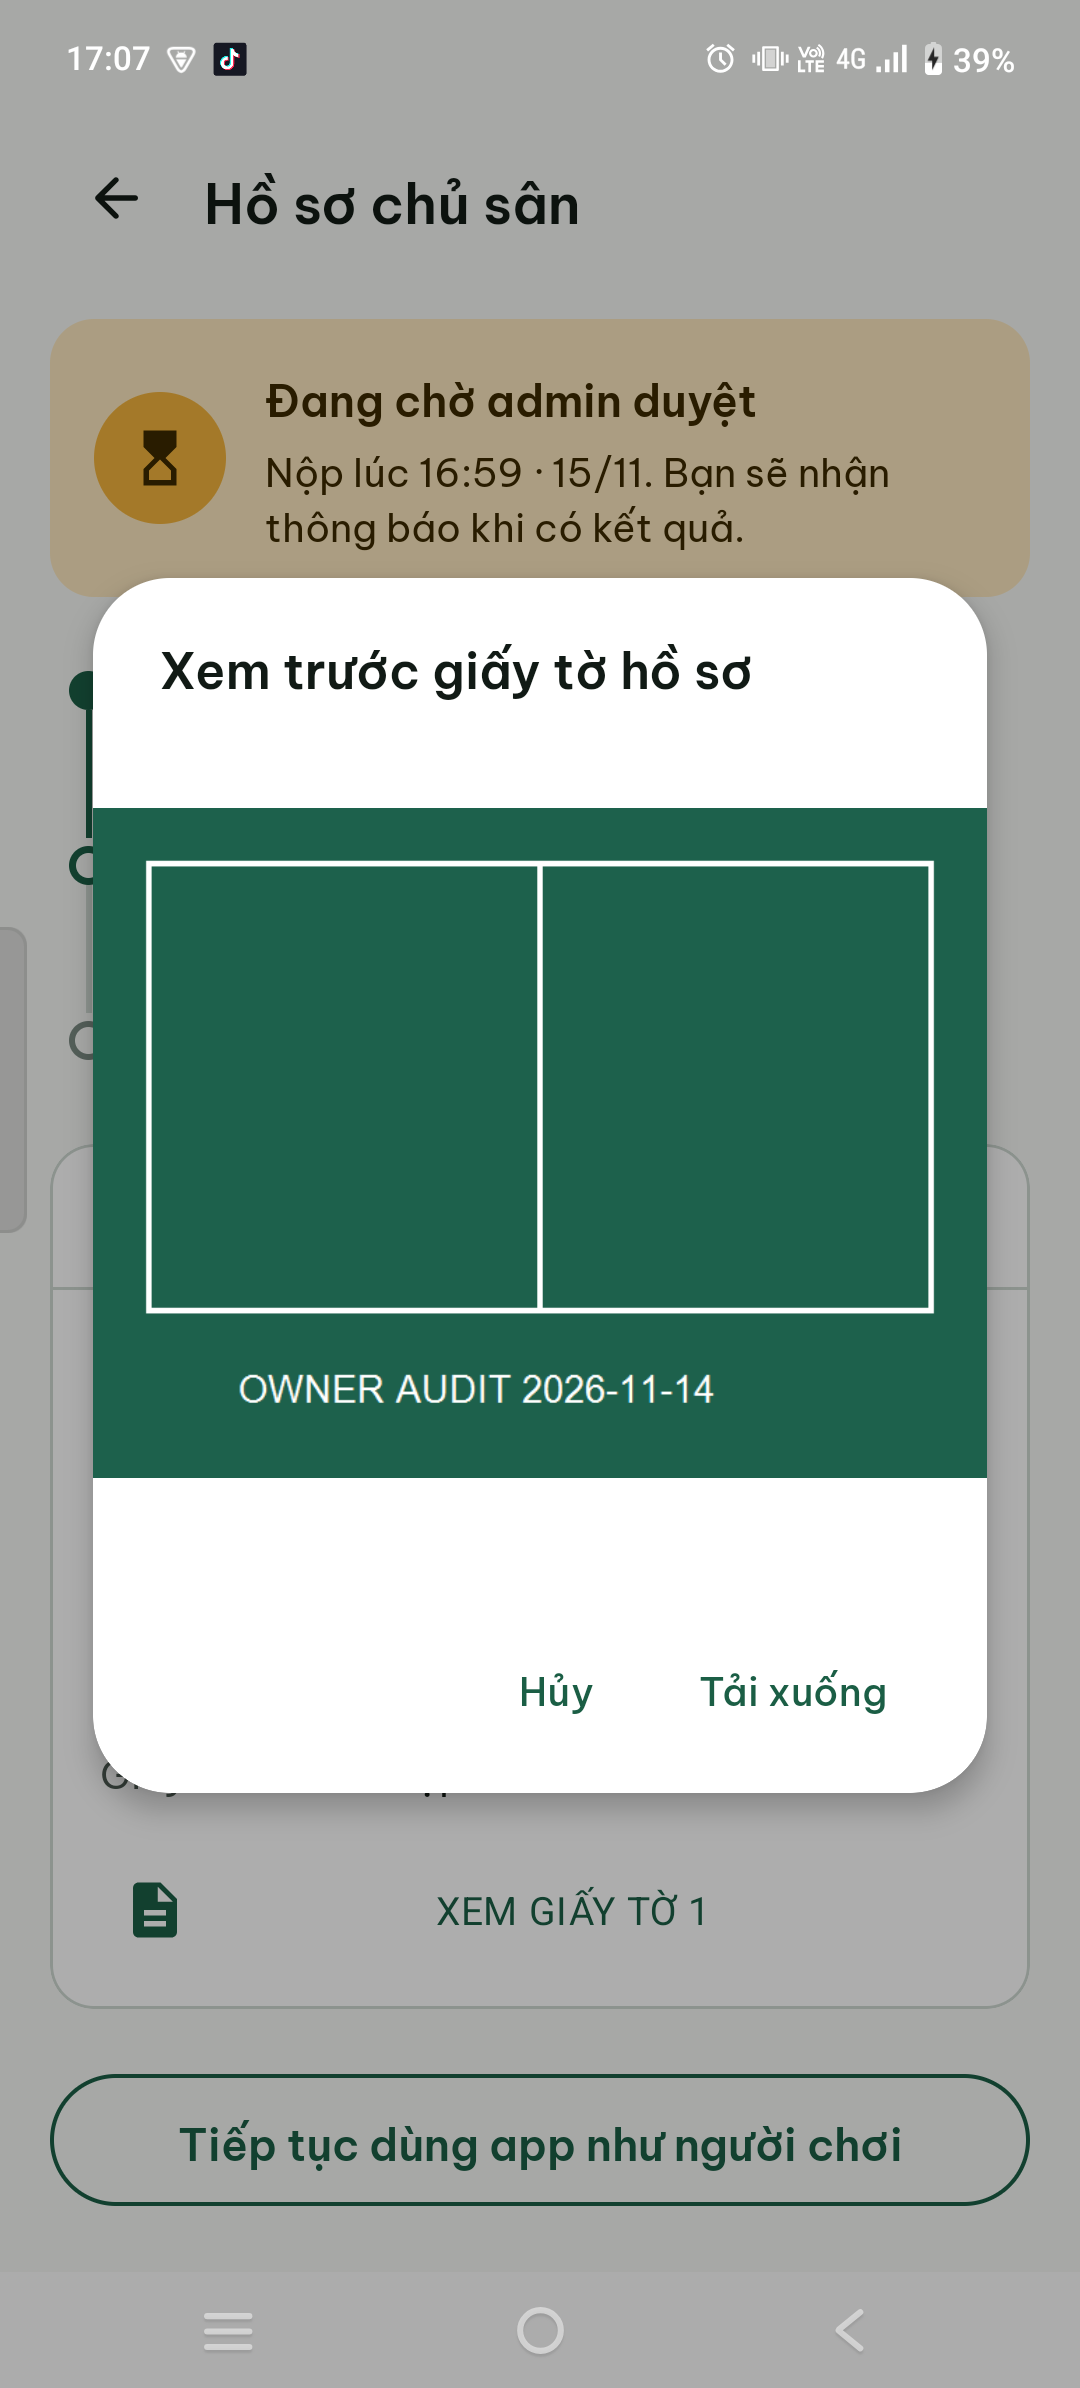 17:07
VoLTE 4G 39%
Hồ sơ chủ sân
Đang chờ admin duyệt
Nộp lúc 16:59 · 15/11. Bạn sẽ nhận
thông báo khi có kết quả.
Xem trước giấy tờ hồ sơ
OWNER AUDIT 2026-11-14
Hủy Tải xuống
XEM GIẤY TỜ 1
Tiếp tục dùng app như người chơi